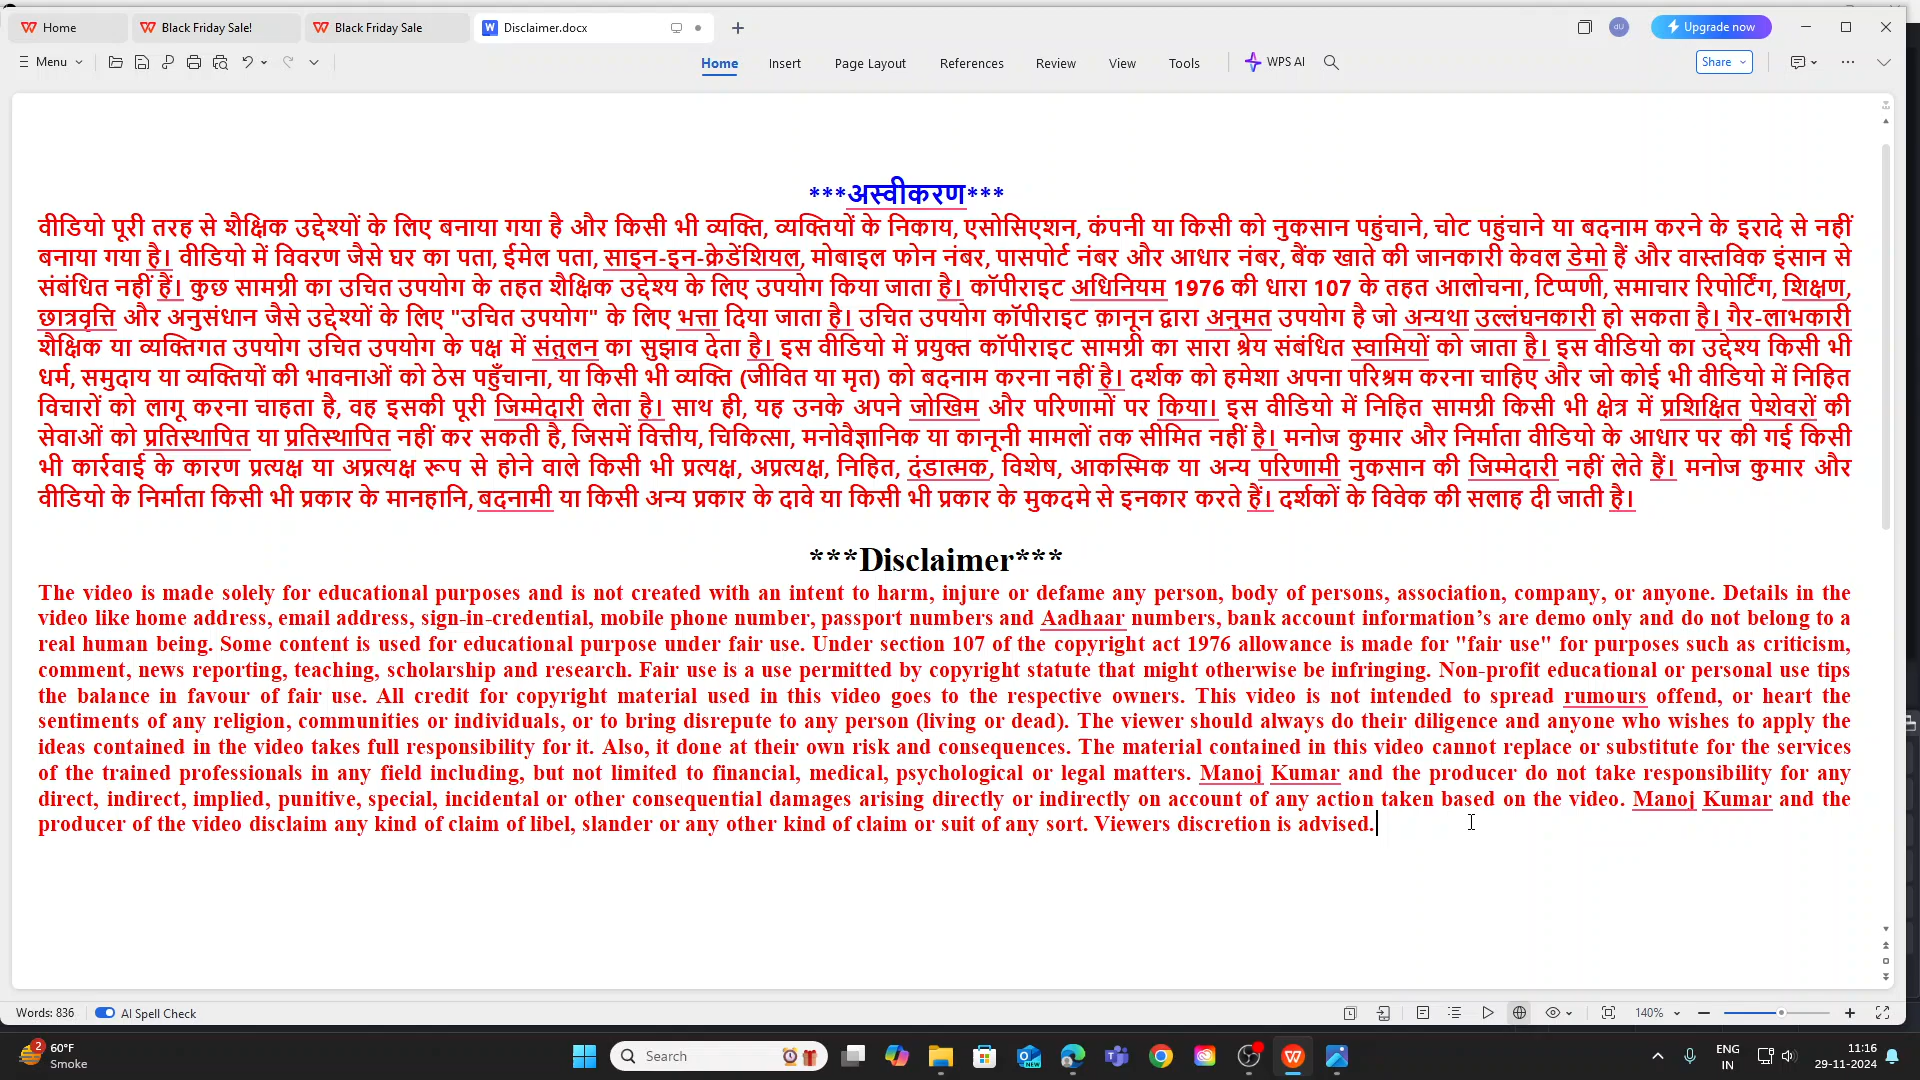 Home
Black Friday Sale!
Black Friday Sale
Disclaimer.docx
dU
Upgrade now
Menu
Home
Insert
Page Layout
References
Review
View
Tools
WPS AI
Share
***अस्वीकरण***
वीडियो पूरी तरह से शैक्षिक उद्देश्यों के लिए बनाया गया है और किसी भी व्यक्ति, व्यक्तियों के निकाय, एसोसिएशन, कंपनी या किसी को नुकसान पहुंचाने, चोट पहुंचाने या बदनाम करने के इरादे से नहीं
बनाया गया है। वीडियो में विवरण जैसे घर का पता, ईमेल पता, साइन-इन-क्रेडेंशियल, मोबाइल फोन नंबर, पासपोर्ट नंबर और आधार नंबर, बैंक खाते की जानकारी केवल डेमो हैं और वास्तविक इंसान से
संबंधित नहीं हैं। कुछ सामग्री का उचित उपयोग के तहत शैक्षिक उद्देश्य के लिए उपयोग किया जाता है। कॉपीराइट अधिनियम 1976 की धारा 107 के तहत आलोचना, टिप्पणी, समाचार रिपोर्टिंग, शिक्षण,
छात्रवृत्ति और अनुसंधान जैसे उद्देश्यों के लिए "उचित उपयोग" के लिए भत्ता दिया जाता है। उचित उपयोग कॉपीराइट क़ानून द्वारा अनुमत उपयोग है जो अन्यथा उल्लंघनकारी हो सकता है। गैर-लाभकारी
शैक्षिक या व्यक्तिगत उपयोग उचित उपयोग के पक्ष में संतुलन का सुझाव देता है। इस वीडियो में प्रयुक्त कॉपीराइट सामग्री का सारा श्रेय संबंधित स्वामियों को जाता है। इस वीडियो का उद्देश्य किसी भी
धर्म, समुदाय या व्यक्तियों की भावनाओं को ठेस पहुँचाना, या किसी भी व्यक्ति (जीवित या मृत) को बदनाम करना नहीं है। दर्शक को हमेशा अपना परिश्रम करना चाहिए और जो कोई भी वीडियो में निहित
विचारों को लागू करना चाहता है, वह इसकी पूरी जिम्मेदारी लेता है। साथ ही, यह उनके अपने जोखिम और परिणामों पर किया। इस वीडियो में निहित सामग्री किसी भी क्षेत्र में प्रशिक्षित पेशेवरों की
सेवाओं को प्रतिस्थापित या प्रतिस्थापित नहीं कर सकती है, जिसमें वित्तीय, चिकित्सा, मनोवैज्ञानिक या कानूनी मामलों तक सीमित नहीं है। मनोज कुमार और निर्माता वीडियो के आधार पर की गई किसी
भी कार्रवाई के कारण प्रत्यक्ष या अप्रत्यक्ष रूप से होने वाले किसी भी प्रत्यक्ष, अप्रत्यक्ष, निहित, दंडात्मक, विशेष, आकस्मिक या अन्य परिणामी नुकसान की जिम्मेदारी नहीं लेते हैं। मनोज कुमार और
वीडियो के निर्माता किसी भी प्रकार के मानहानि, बदनामी या किसी अन्य प्रकार के दावे या किसी भी प्रकार के मुकदमे से इनकार करते हैं। दर्शकों के विवेक की सलाह दी जाती है।
***Disclaimer***
The video is made solely for educational purposes and is not created with an intent to harm, injure or defame any person, body of persons, association, company, or anyone. Details in the
video like home address, email address, sign-in-credential, mobile phone number, passport numbers and Aadhaar numbers, bank account information's are demo only and do not belong to a
real human being. Some content is used for educational purpose under fair use. Under section 107 of the copyright act 1976 allowance is made for "fair use" for purposes such as criticism,
comment, news reporting, teaching, scholarship and research. Fair use is a use permitted by copyright statute that might otherwise be infringing. Non-profit educational or personal use tips
the balance in favour of fair use. All credit for copyright material used in this video goes to the respective owners. This video is not intended to spread rumours offend, or heart the
sentiments of any religion, communities or individuals, or to bring disrepute to any person (living or dead). The viewer should always do their diligence and anyone who wishes to apply the
ideas contained in the video takes full responsibility for it. Also, it done at their own risk and consequences. The material contained in this video cannot replace or substitute for the services
of the trained professionals in any field including, but not limited to financial, medical, psychological or legal matters. Manoj Kumar and the producer do not take responsibility for any
direct, indirect, implied, punitive, special, incidental or other consequential damages arising directly or indirectly on account of any action taken based on the video. Manoj Kumar and the
producer of the video disclaim any kind of claim of libel, slander or any other kind of claim or suit of any sort. Viewers discretion is advised.
Words: 836
AI Spell Check
140%
2
60°F
Smoke
Search
ENG
IN
11:16
29-11-2024